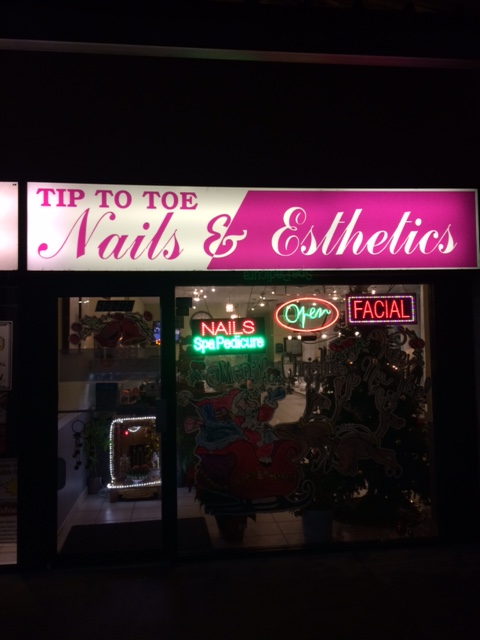 TIP TO TOE
Nails & Esthetics
NAILS
Spa Pedicure
Open
FACIAL